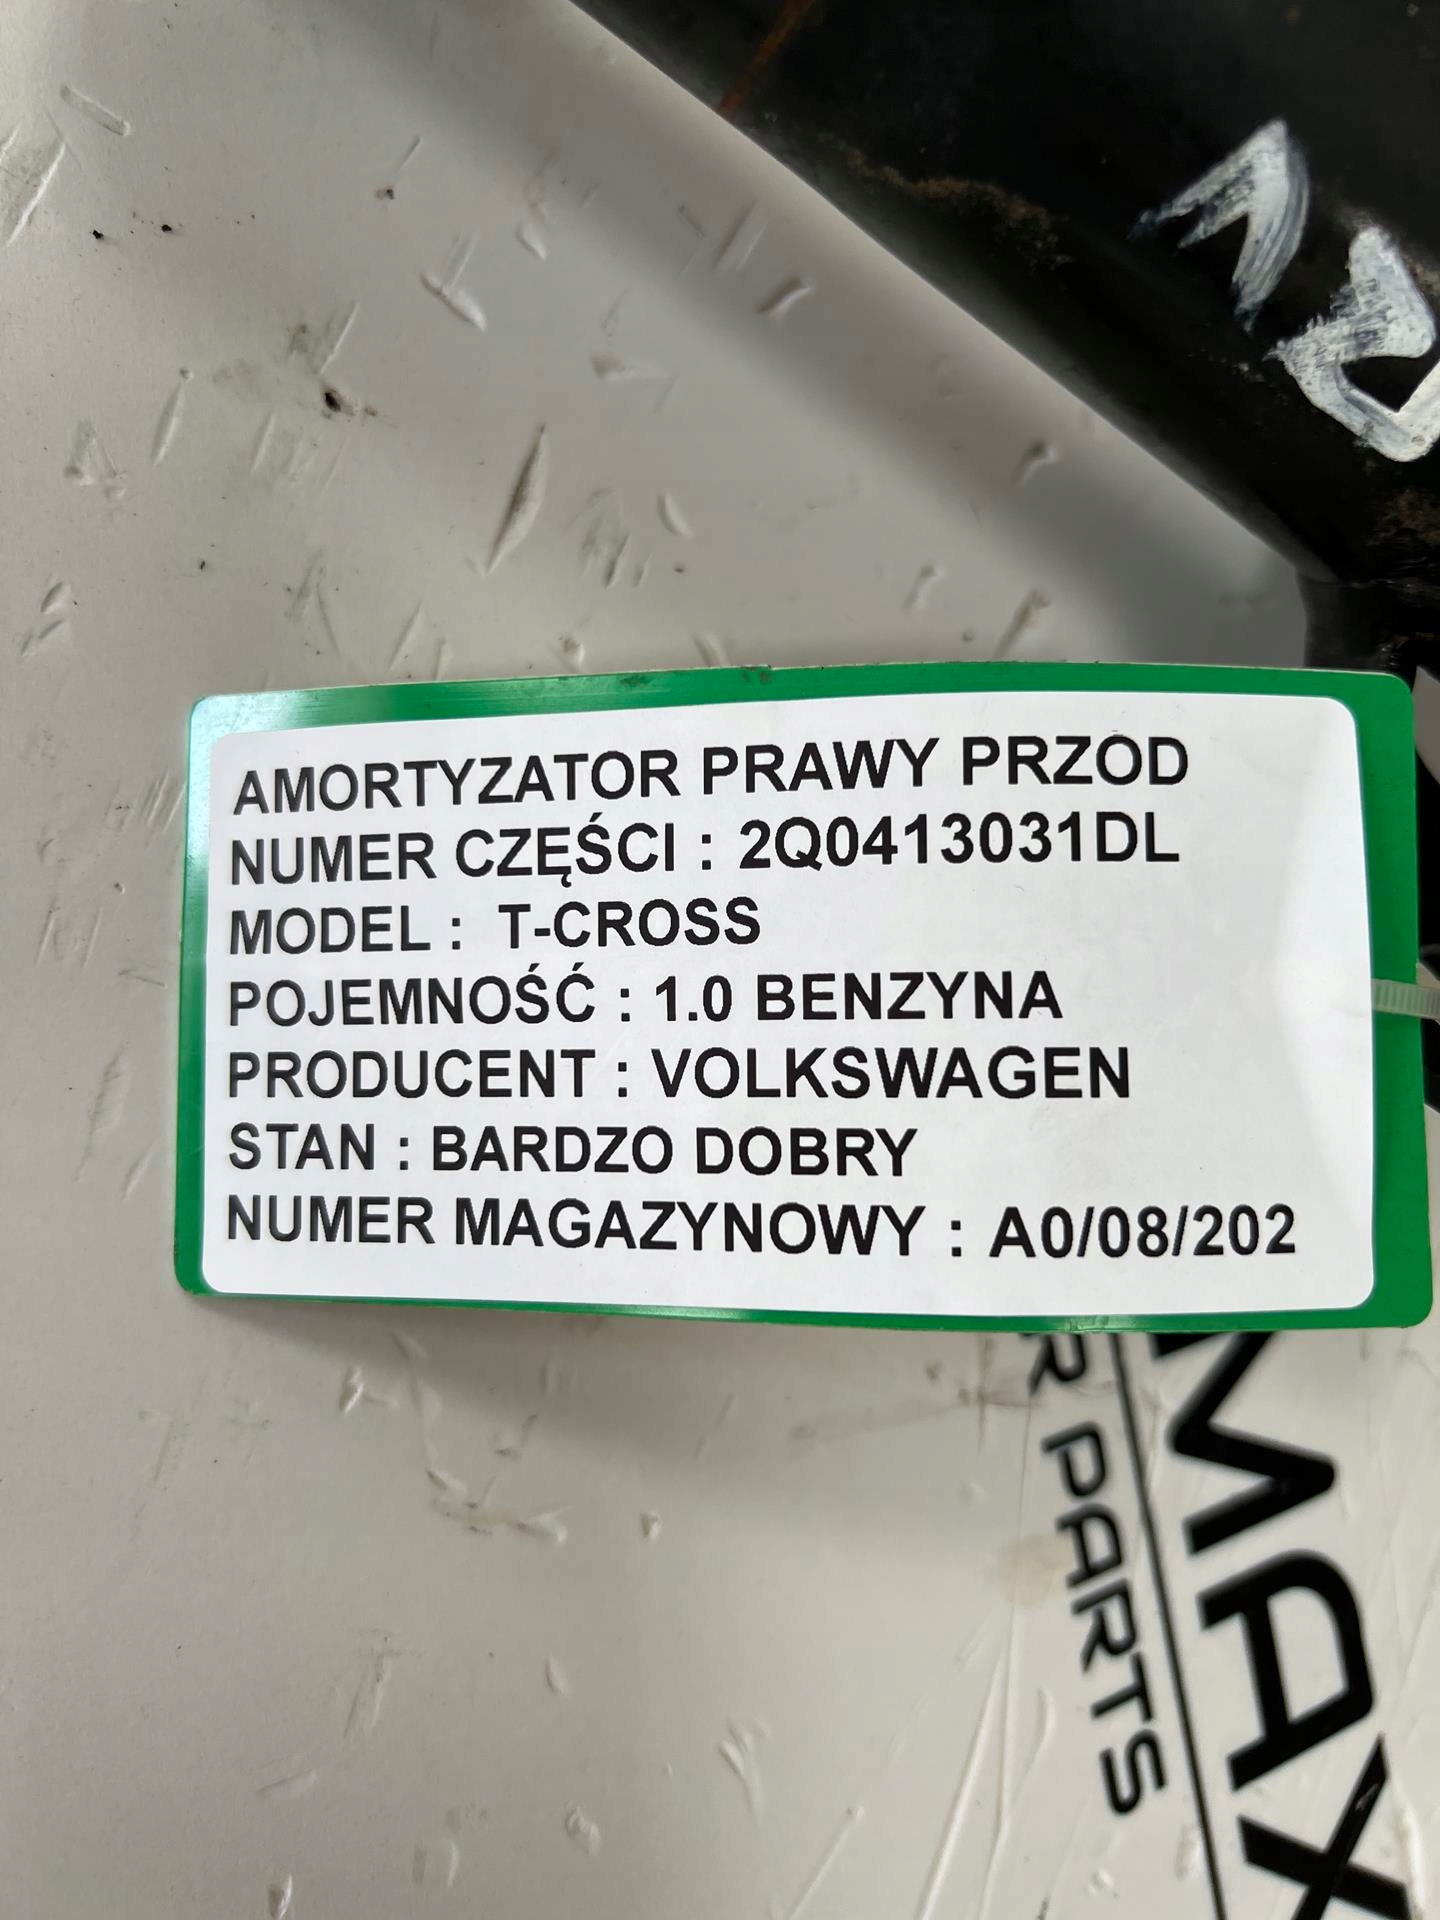 AMORTYZATOR PRAWY PRZOD
NUMER CZĘŚCI : 2Q0413031DL
MODEL : T-CROSS
POJEMNOŚĆ : 1.0 BENZYNA
PRODUCENT : VOLKSWAGEN
STAN : BARDZO DOBRY
NUMER MAGAZYNOWY : A0/08/202
MAX
PARTS